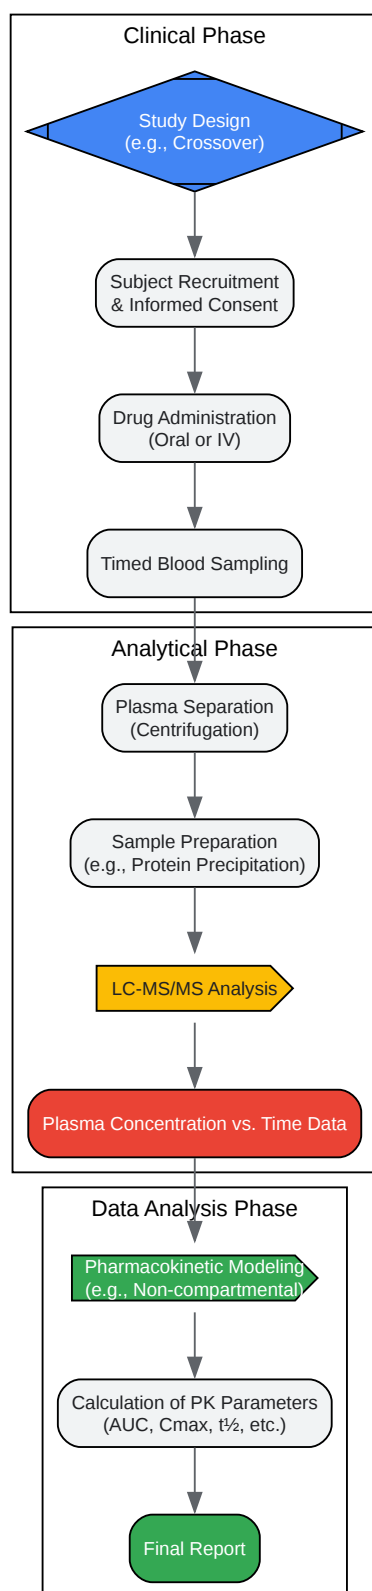 Clinical Phase
Study Design
(e.g., Crossover)
Subject Recruitment
& Informed Consent
Drug Administration
(Oral or IV)
Timed Blood Sampling
Analytical Phase
Plasma Separation
(Centrifugation)
Sample Preparation
(e.g., Protein Precipitation)
LC-MS/MS Analysis
Plasma Concentration vs. Time Data
Data Analysis Phase
Pharmacokinetic Modeling
(e.g., Non-compartmental)
Calculation of PK Parameters
(AUC, Cmax, t½, etc.)
Final Report